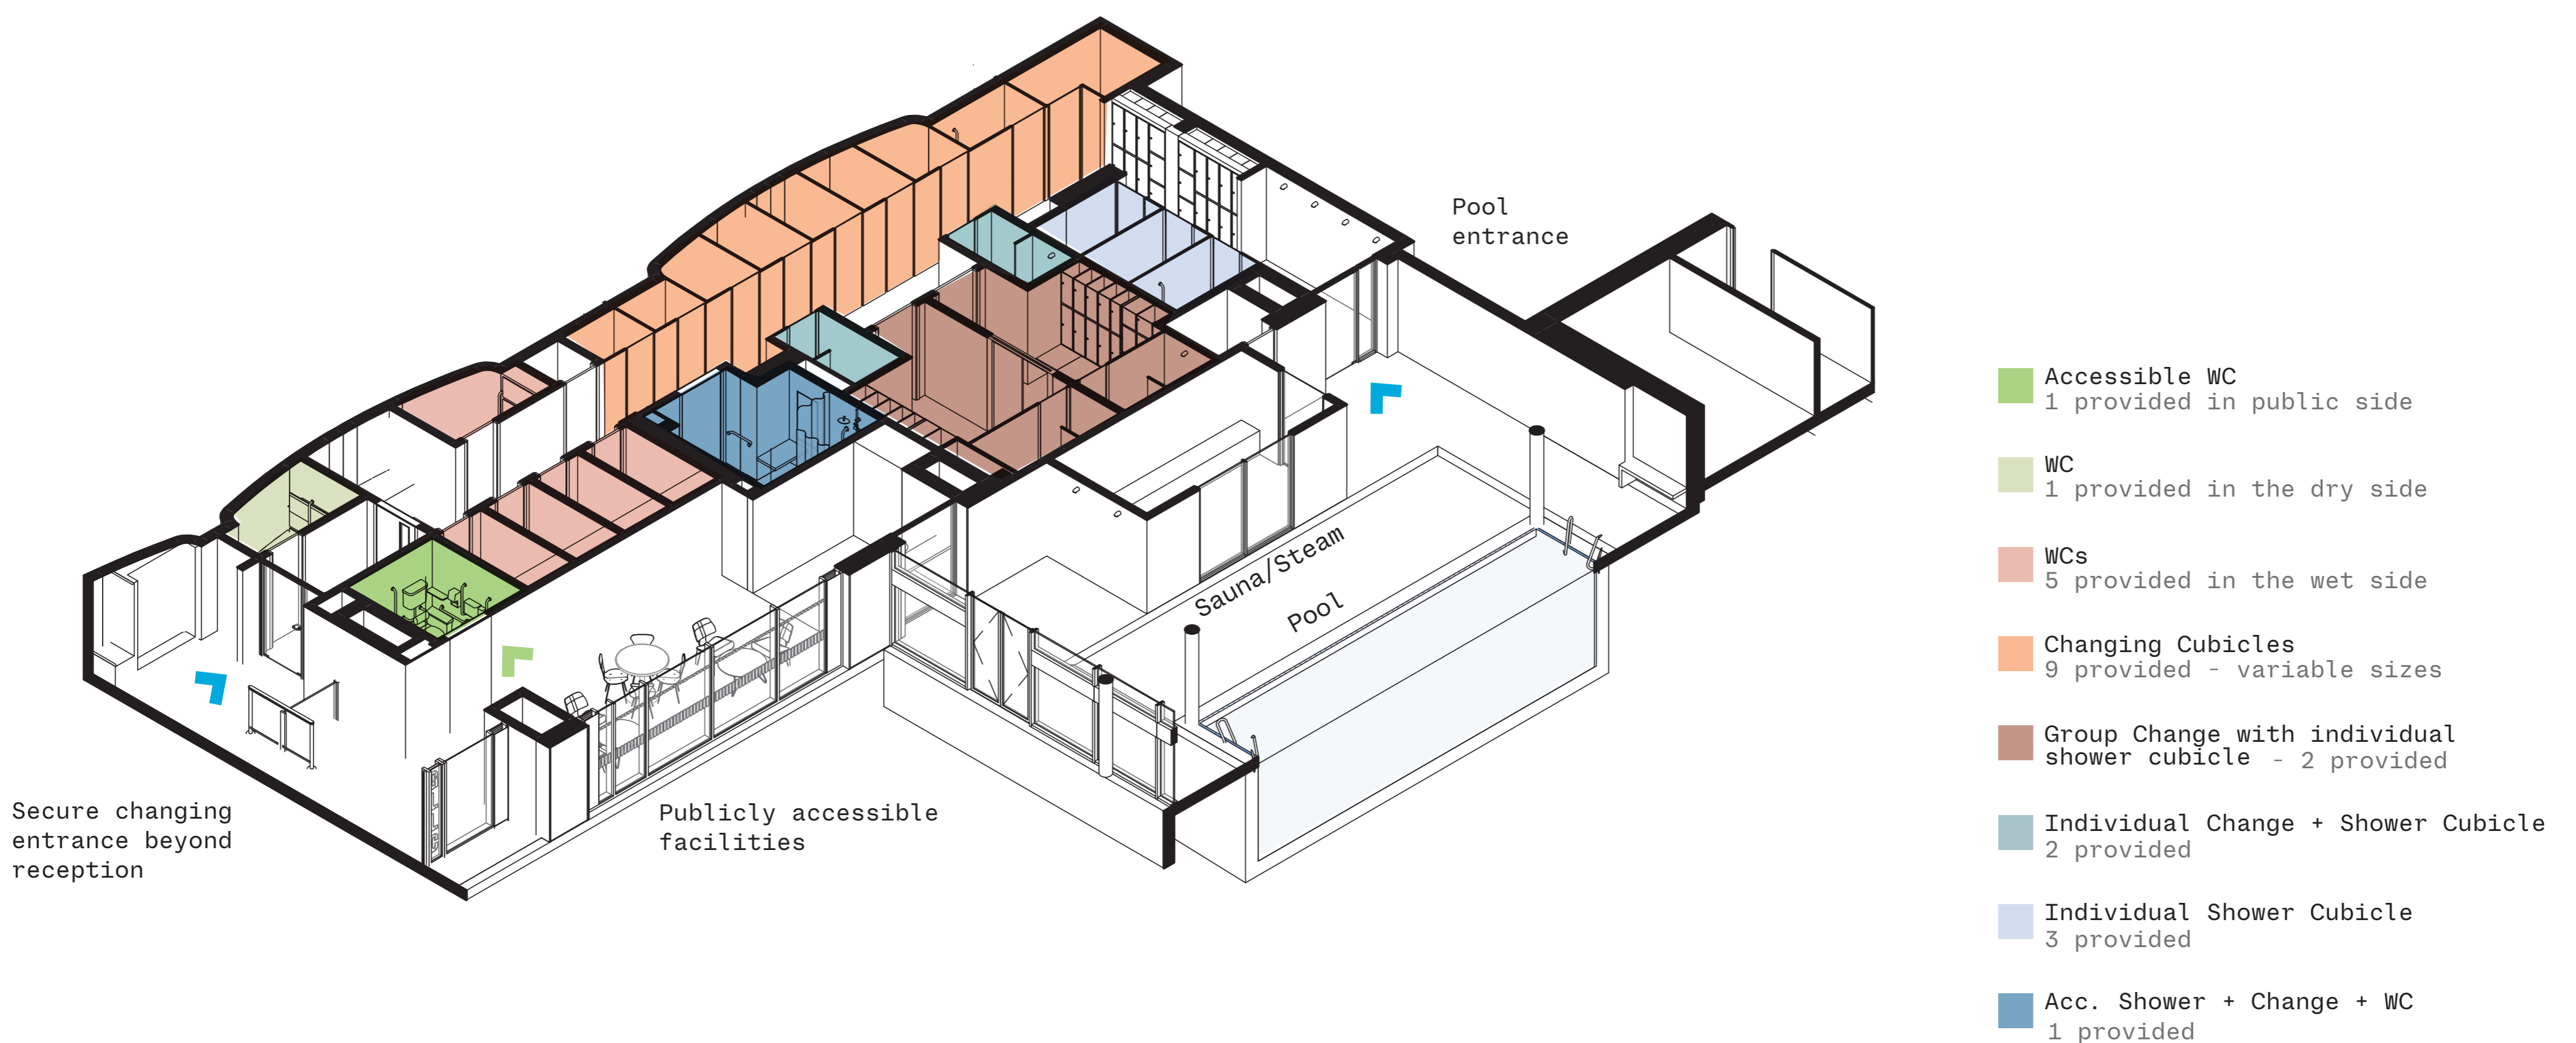 Pool
entrance
Sauna/Steam
Pool
Secure changing
entrance beyond
reception
Publicly accessible
facilities
Accessible WC
1 provided in public side
WC
1 provided in the dry side
WCs
5 provided in the wet side
Changing Cubicles
9 provided - variable sizes
Group Change with individual
shower cubicle - 2 provided
Individual Change + Shower Cubicle
2 provided
Individual Shower Cubicle
3 provided
Acc. Shower + Change + WC
1 provided